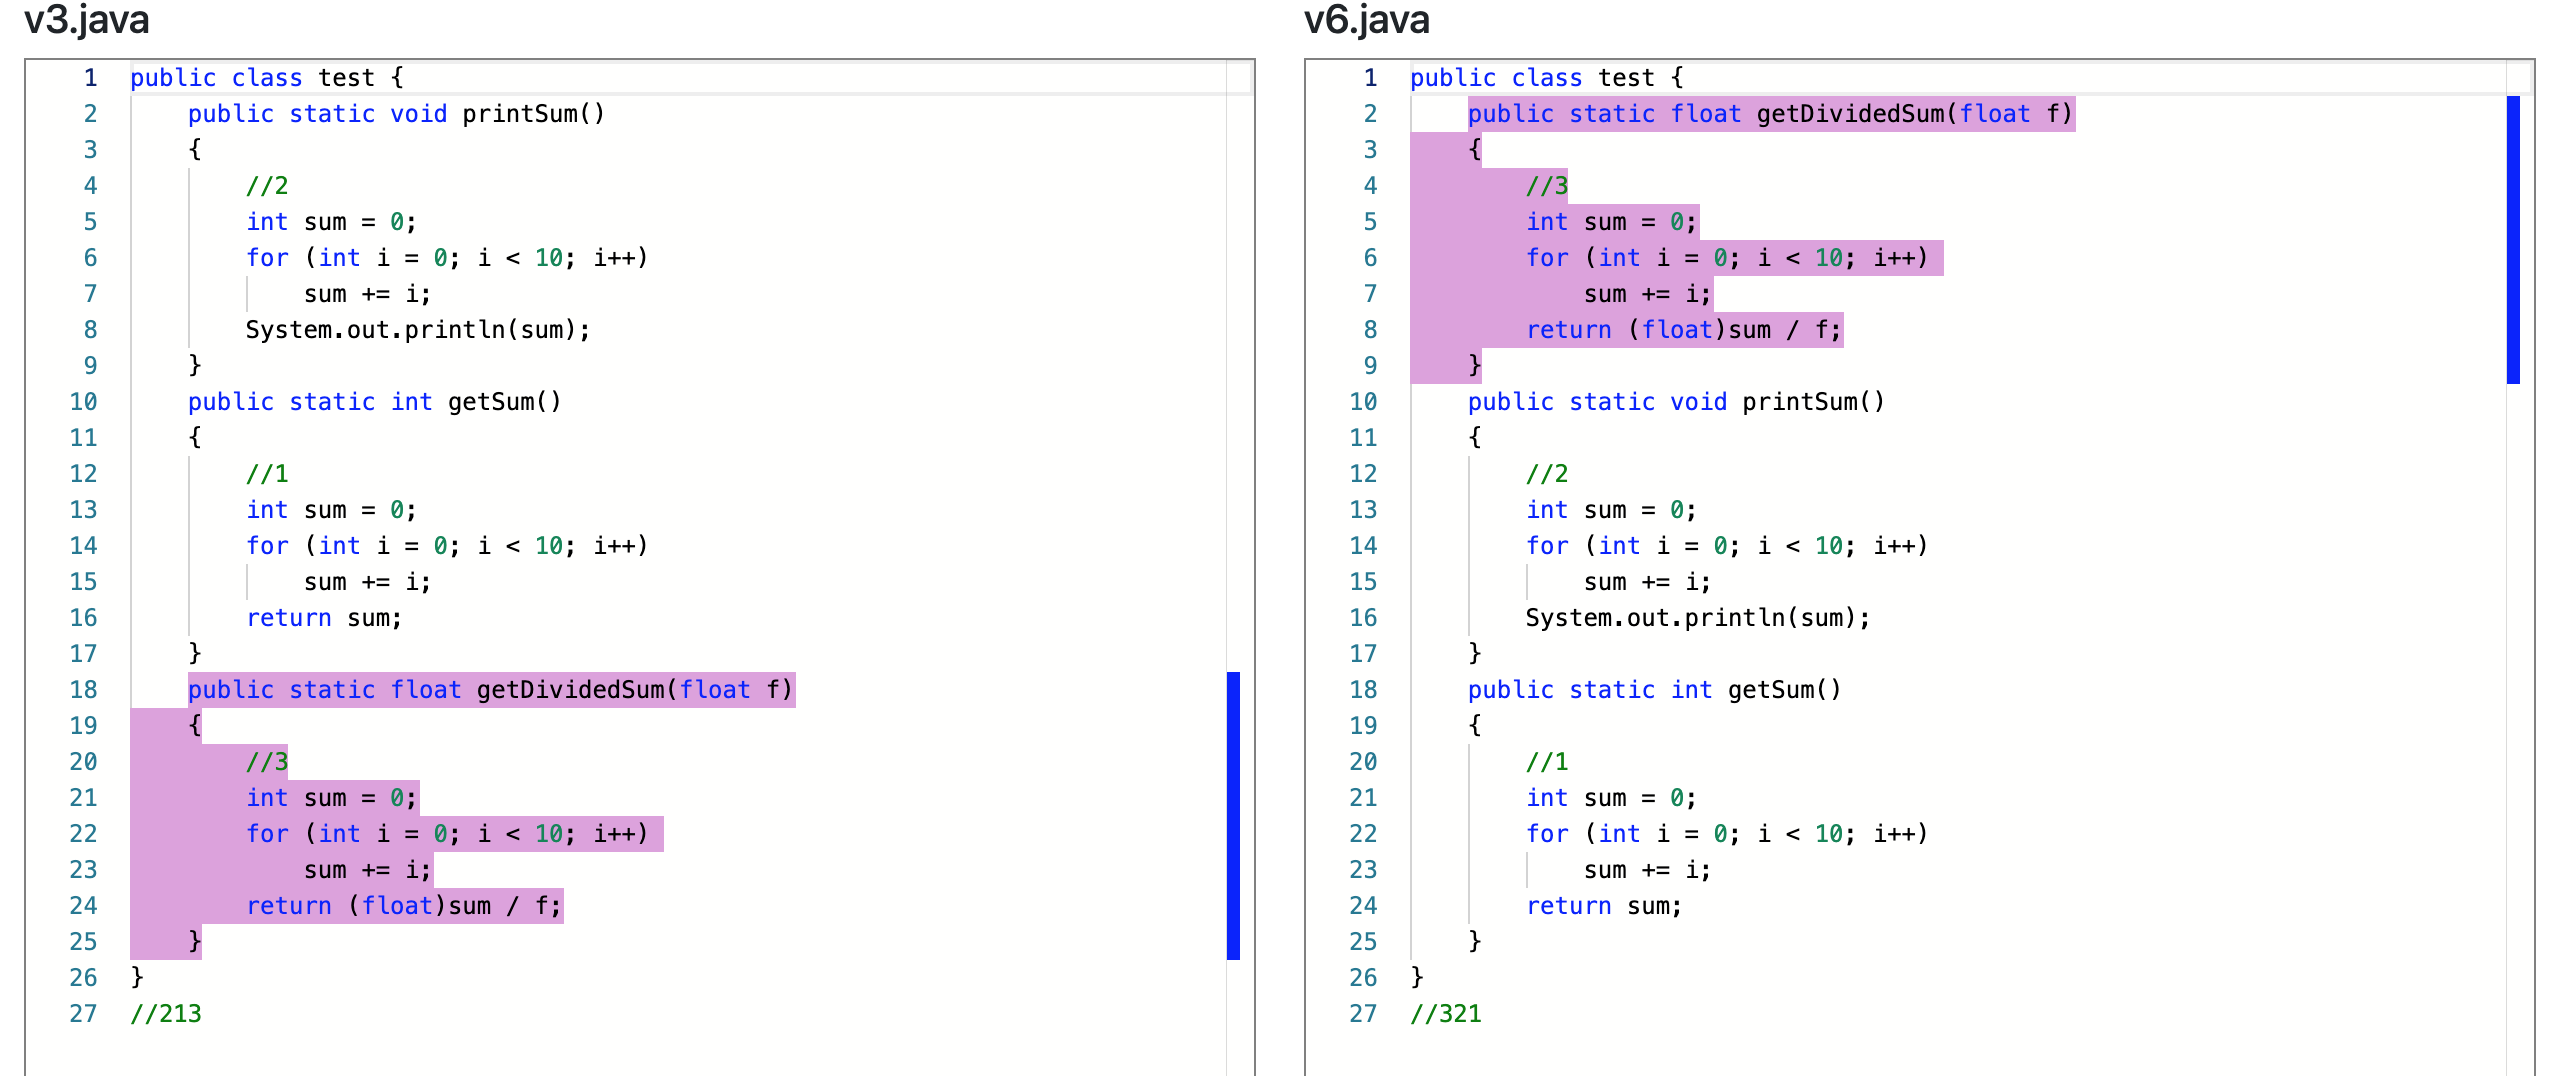 v3.java
1 public class test {
2     public static void printSum()
3     {
4         //2
5         int sum = 0;
6         for (int i = 0; i < 10; i++)
7             sum += i;
8         System.out.println(sum);
9     }
10     public static int getSum()
11     {
12         //1
13         int sum = 0;
14         for (int i = 0; i < 10; i++)
15             sum += i;
16         return sum;
17     }
18     public static float getDividedSum(float f)
19     {
20         //3
21         int sum = 0;
22         for (int i = 0; i < 10; i++)
23             sum += i;
24         return (float)sum / f;
25     }
26 }
27 //213
v6.java
1 public class test {
2     public static float getDividedSum(float f)
3     {
4         //3
5         int sum = 0;
6         for (int i = 0; i < 10; i++)
7             sum += i;
8         return (float)sum / f;
9     }
10     public static void printSum()
11     {
12         //2
13         int sum = 0;
14         for (int i = 0; i < 10; i++)
15             sum += i;
16         System.out.println(sum);
17     }
18     public static int getSum()
19     {
20         //1
21         int sum = 0;
22         for (int i = 0; i < 10; i++)
23             sum += i;
24         return sum;
25     }
26 }
27 //321